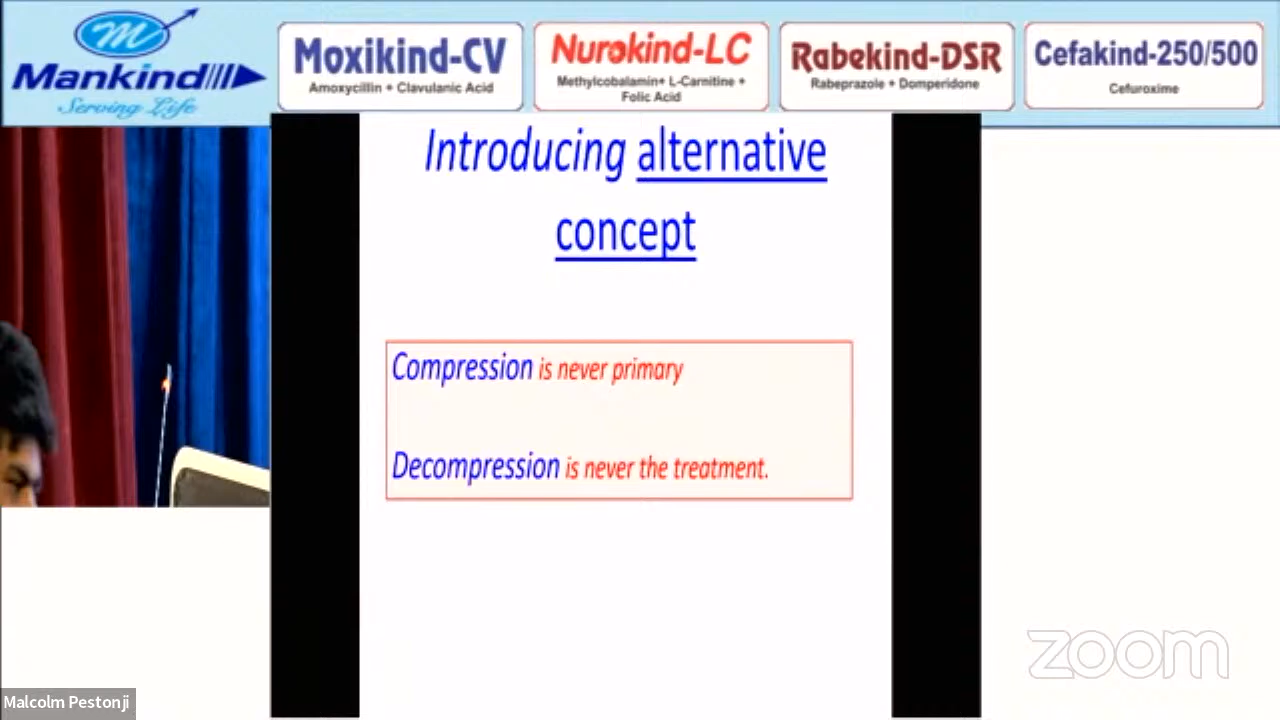 Mankind
Serving Life
Moxikind-CV
Amoxycillin + Clavulanic Acid
Nurokind-LC
Methylcobalamin+ L-Carnitine +
Folic Acid
Rabekind-DSR
Rabeprazole + Domperidone
Cefakind-250/500
Cefuroxime
Introducing alternative
concept
Compression is never primary
Decompression is never the treatment.
zoom
Malcolm Pestonji